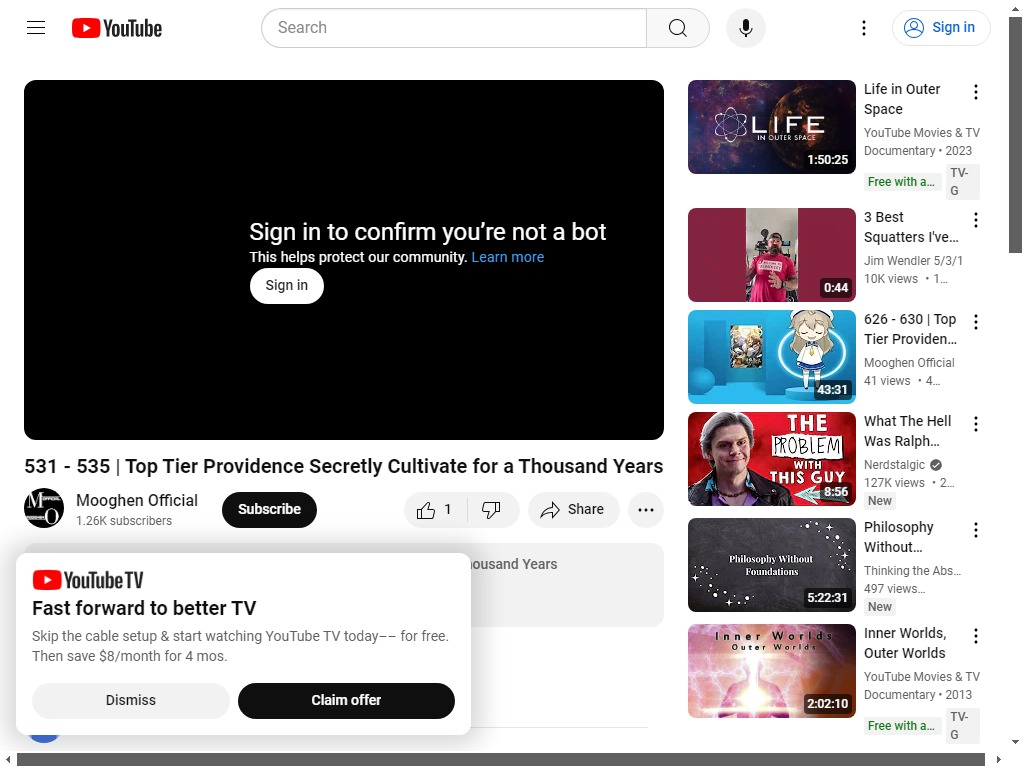 YouTube
Search
Sign in
Sign in to confirm you’re not a bot
This helps protect our community. Learn more
Sign in
531 - 535 | Top Tier Providence Secretly Cultivate for a Thousand Years
Mooghen Official
1.26K subscribers
Subscribe
1
Share
housand Years
YouTube TV
Fast forward to better TV
Skip the cable setup & start watching YouTube TV today–– for free.
Then save $8/month for 4 mos.
Dismiss
Claim offer
LIFE
IN OUTER SPACE
1:50:25
Life in Outer
Space
YouTube Movies & TV
Documentary • 2023
Free with a...
TV-
G
0:44
3 Best
Squatters I've...
Jim Wendler 5/3/1
10K views • 1...
43:31
626 - 630 | Top
Tier Providen...
Mooghen Official
41 views • 4...
THE
PROBLEM
WITH
THIS GUY
8:56
What The Hell
Was Ralph...
Nerdstalgic
127K views • 2...
New
Philosophy Without
Foundations
5:22:31
Philosophy
Without...
Thinking the Abs...
497 views...
New
Inner Worlds
Outer Worlds
2:02:10
Inner Worlds,
Outer Worlds
YouTube Movies & TV
Documentary • 2013
Free with a...
TV-
G